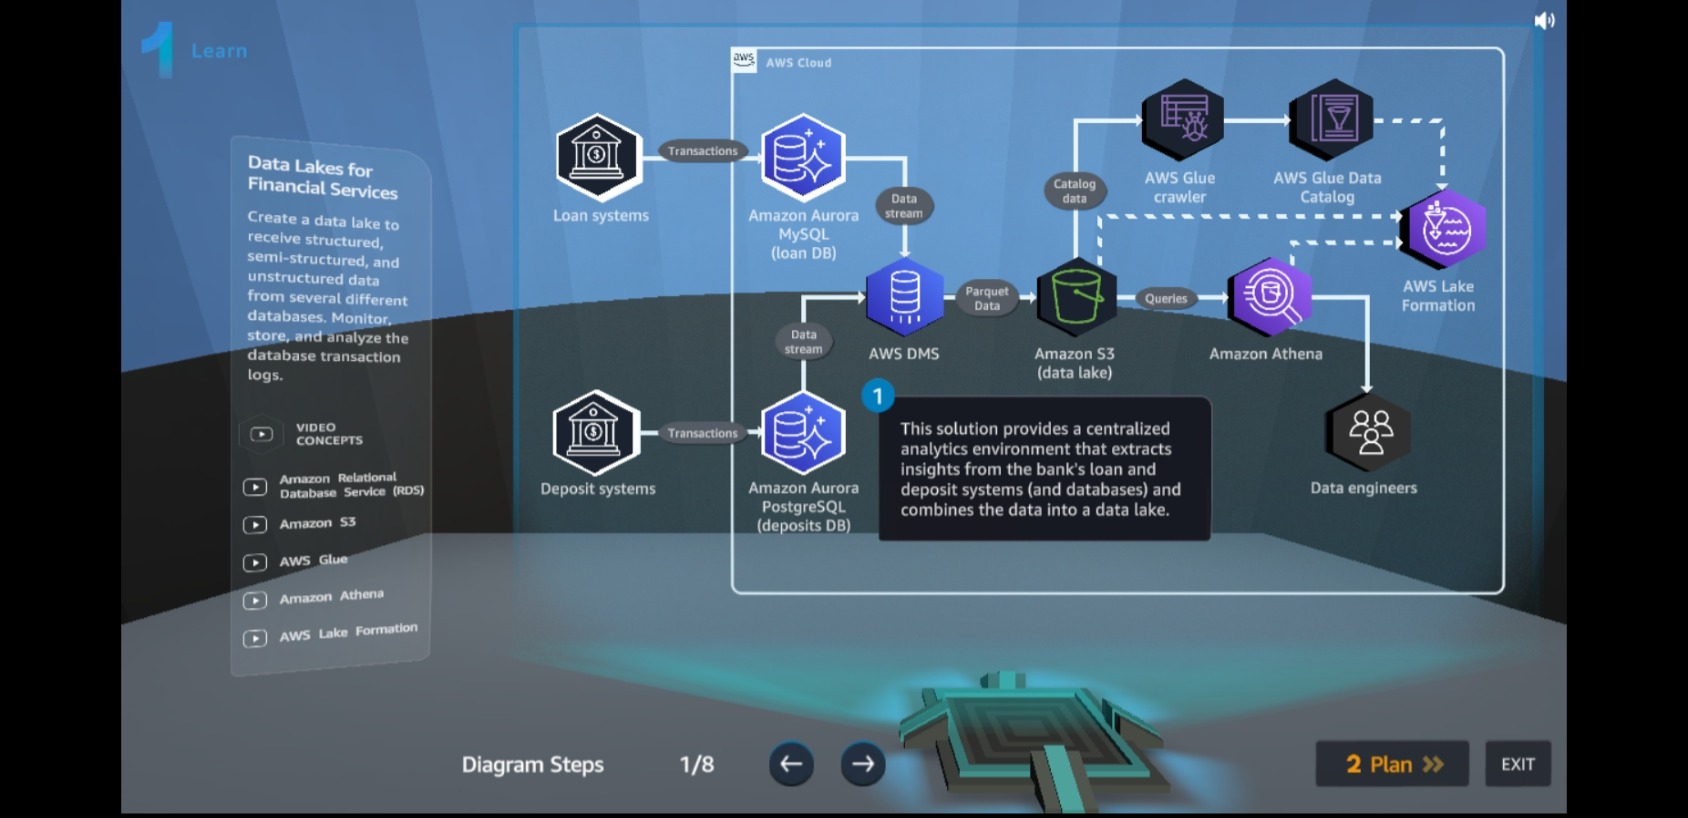 1
Learn
aws
AWS Cloud
Data Lakes for
Financial Services
Create a data lake to
receive structured,
semi-structured, and
unstructured data
from several different
databases. Monitor,
store, and analyze the
database transaction
logs.
VIDEO
CONCEPTS
Amazon Relational
Database Service (RDS)
Amazon S3
AWS Glue
Amazon Athena
AWS Lake Formation
Loan systems
Transactions
Amazon Aurora
MySQL
(loan DB)
Data
stream
Catalog
data
AWS Glue
crawler
AWS Glue Data
Catalog
AWS Lake
Formation
Data
stream
AWS DMS
Parquet
Data
Amazon S3
(data lake)
Queries
Amazon Athena
Deposit systems
Transactions
Amazon Aurora
PostgreSQL
(deposits DB)
Data engineers
1
This solution provides a centralized
analytics environment that extracts
insights from the bank's loan and
deposit systems (and databases) and
combines the data into a data lake.
Diagram Steps
1/8
2 Plan
EXIT